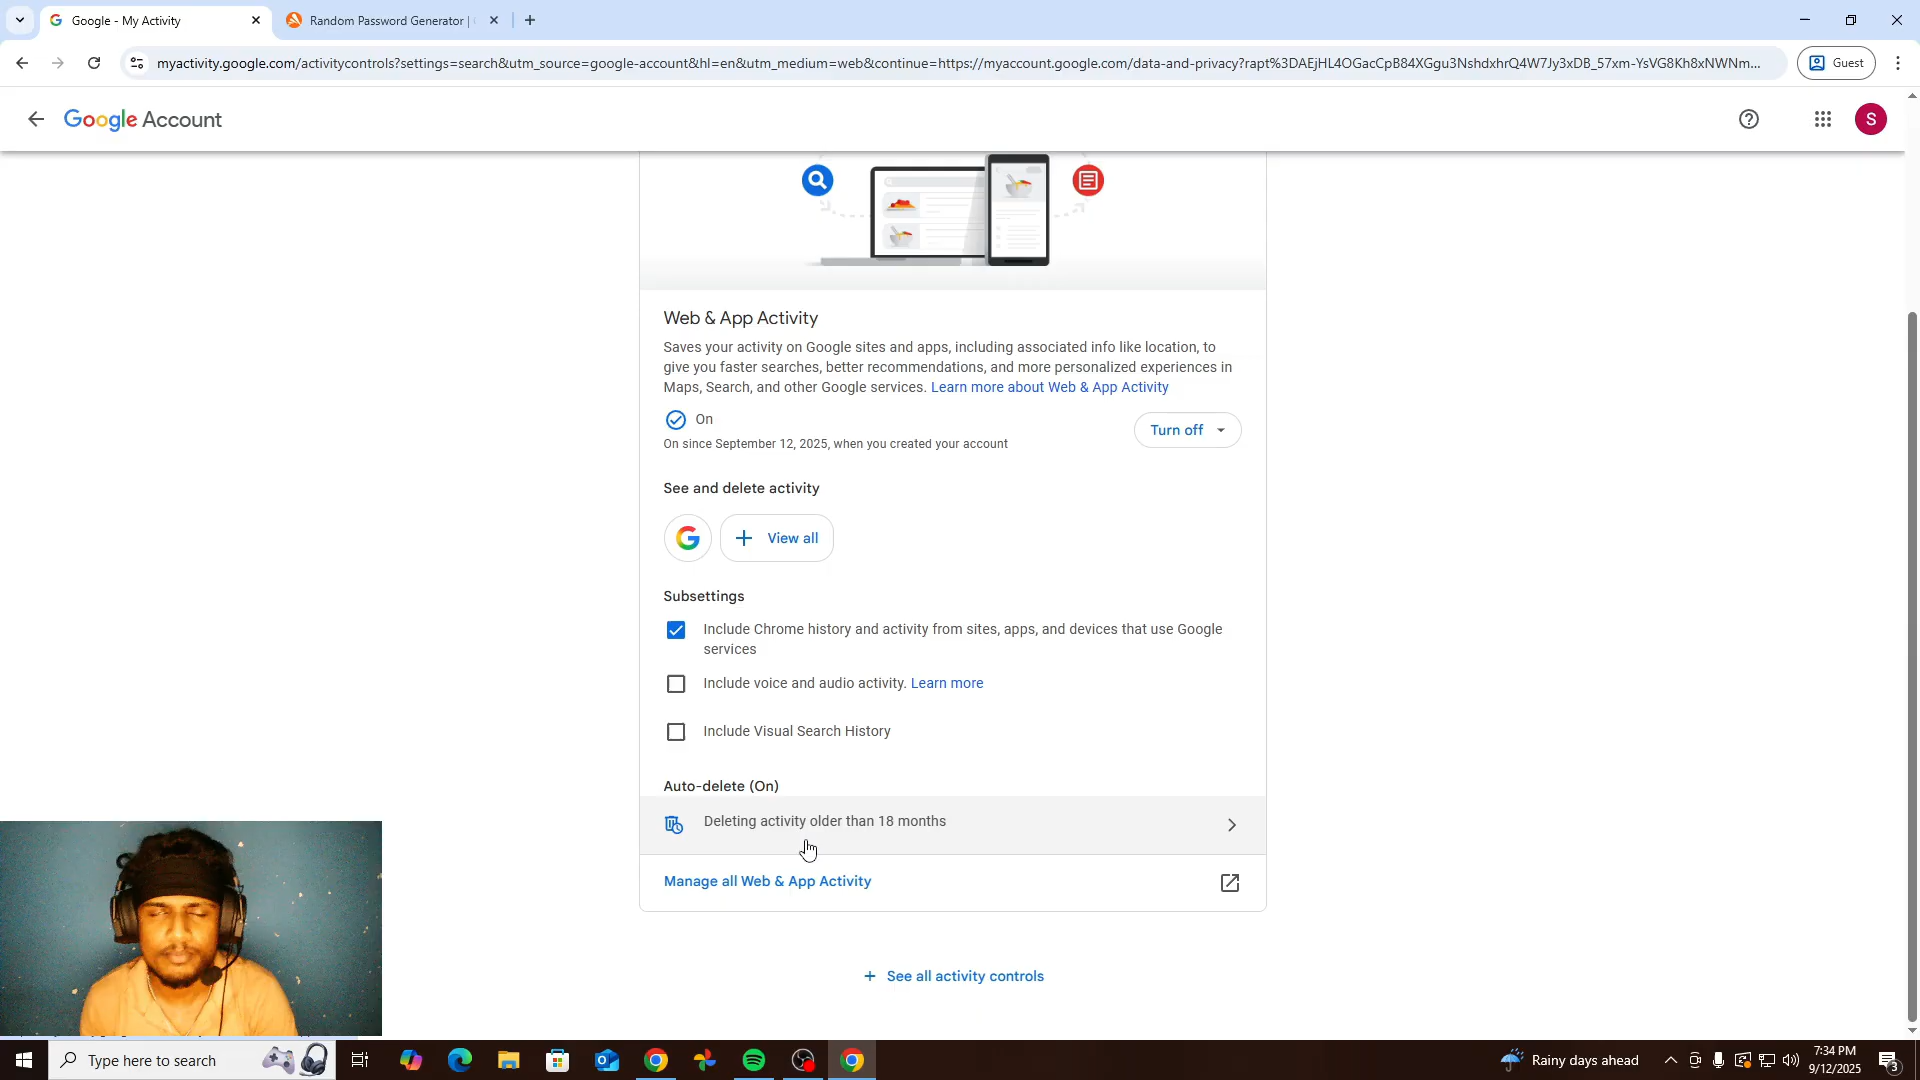 Google - My Activity
Random Password Generator |
myactivity.google.com/activitycontrols?settings=search&utm_source=google-account&hl=en&utm_medium=web&continue=https://myaccount.google.com/data-and-privacy?rapt%3DAEjHL4OGacCpB84XGgu3NshdxhrQ4W7Jy3xDB_57xm-YsVG8Kh8xNWNm...
Guest
Google Account
S
Web & App Activity
Saves your activity on Google sites and apps, including associated info like location, to
give you faster searches, better recommendations, and more personalized experiences in
Maps, Search, and other Google services. Learn more about Web & App Activity
On
On since September 12, 2025, when you created your account
Turn off
See and delete activity
View all
Subsettings
Include Chrome history and activity from sites, apps, and devices that use Google
services
Include voice and audio activity. Learn more
Include Visual Search History
Auto-delete (On)
Deleting activity older than 18 months
Manage all Web & App Activity
+ See all activity controls
Type here to search
Rainy days ahead
7:34 PM
9/12/2025
3